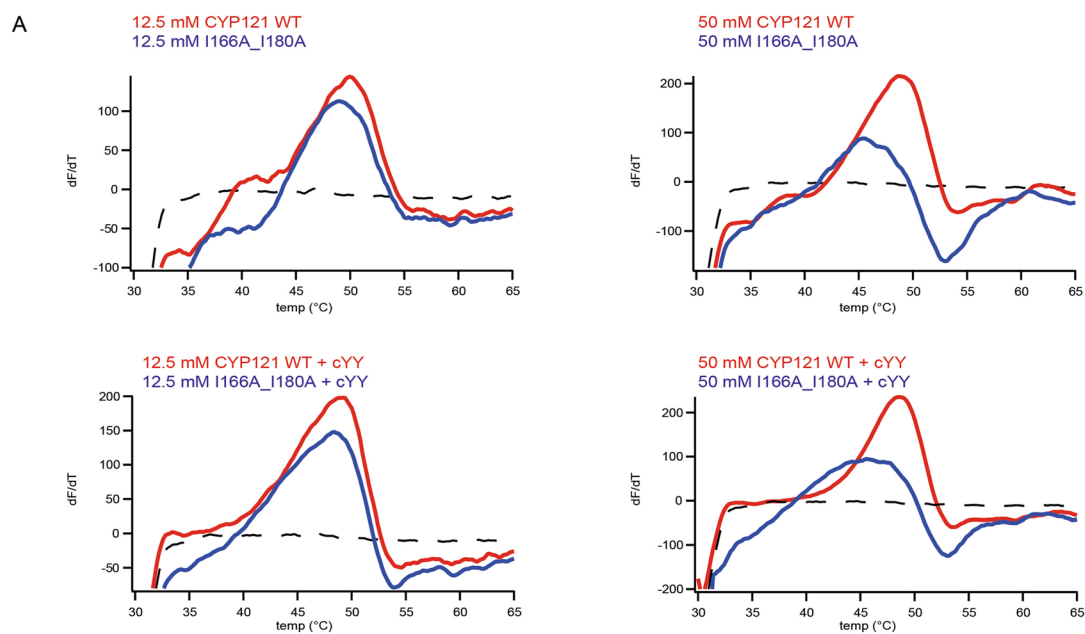 A
12.5 mM CYP121 WT
12.5 mM I166A_I180A
dF/dT
100
50
0
-50
-100
30 35 40 45 50 55 60 65
temp (°C)
50 mM CYP121 WT
50 mM I166A_I180A
dF/dT
200
100
0
-100
30 35 40 45 50 55 60 65
temp (°C)
12.5 mM CYP121 WT + cYY
12.5 mM I166A_I180A + cYY
dF/dT
200
150
100
50
0
-50
30 35 40 45 50 55 60 65
temp (°C)
50 mM CYP121 WT + cYY
50 mM I166A_I180A + cYY
dF/dT
200
100
0
-100
-200
30 35 40 45 50 55 60 65
temp (°C)